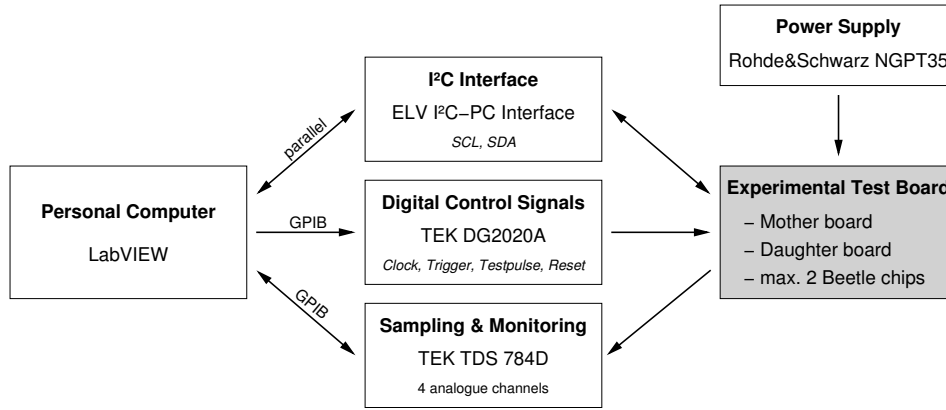 Power Supply
Rohde&Schwarz NGPT35
I²C Interface
ELV I²C−PC Interface
SCL, SDA
parallel
Personal Computer
LabVIEW
GPIB
Digital Control Signals
TEK DG2020A
Clock, Trigger, Testpulse, Reset
Experimental Test Board
− Mother board
− Daughter board
− max. 2 Beetle chips
GPIB
Sampling & Monitoring
TEK TDS 784D
4 analogue channels